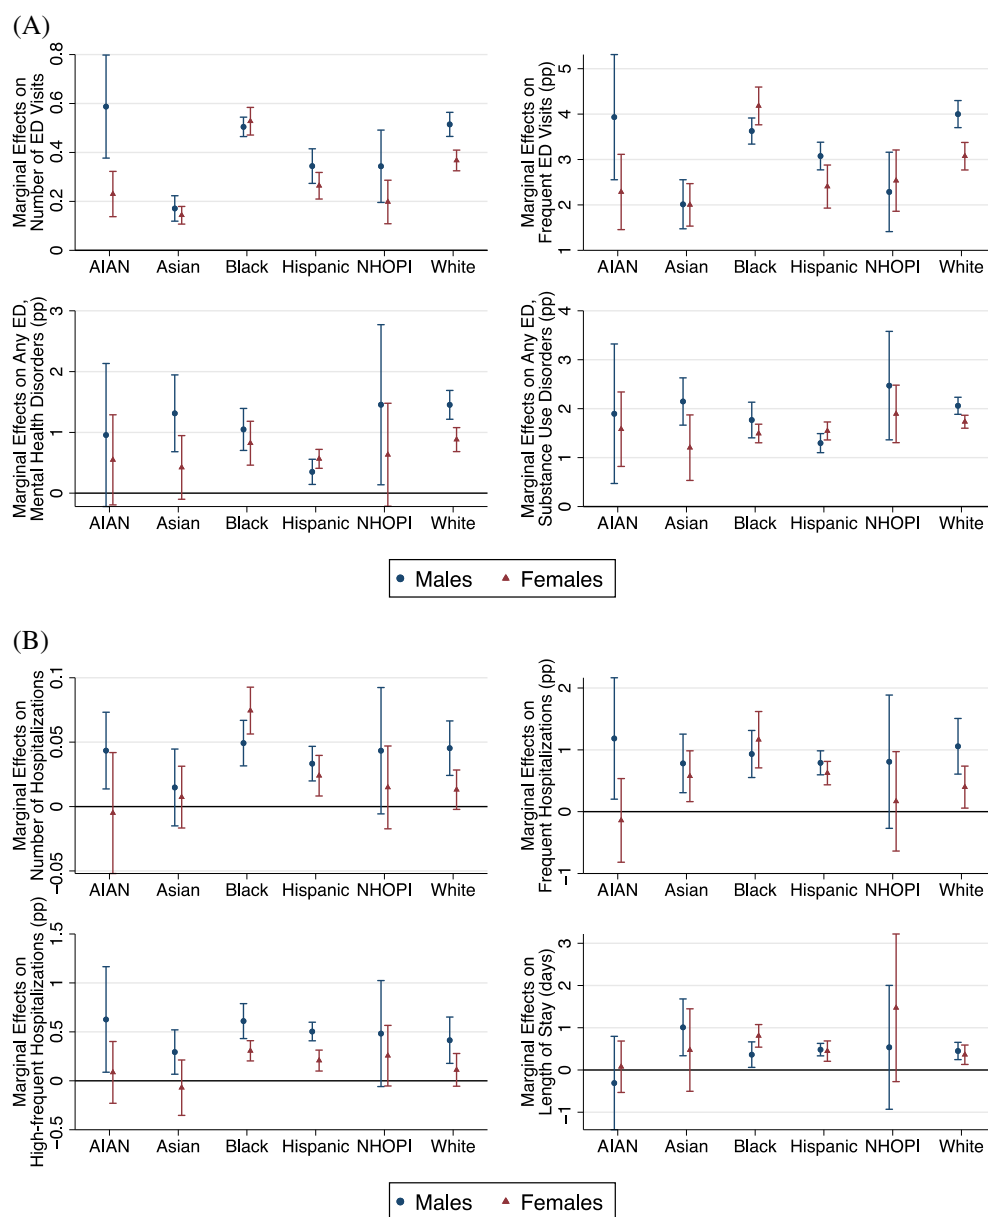 (A)
Marginal Effects on
Number of ED Visits
0.8
0.6
0.4
0.2
0
AIAN Asian Black Hispanic NHOPI White
Marginal Effects on
Frequent ED Visits (pp)
5
4
3
2
1
AIAN Asian Black Hispanic NHOPI White
Marginal Effects on Any ED,
Mental Health Disorders (pp)
3
2
1
0
AIAN Asian Black Hispanic NHOPI White
Marginal Effects on Any ED,
Substance Use Disorders (pp)
4
3
2
1
0
AIAN Asian Black Hispanic NHOPI White
Males Females
(B)
Marginal Effects on
Number of Hospitalizations
0.1
0.05
0
−0.05
AIAN Asian Black Hispanic NHOPI White
Marginal Effects on
Frequent Hospitalizations (pp)
2
1
0
−1
AIAN Asian Black Hispanic NHOPI White
Marginal Effects on
High-frequent Hospitalizations (pp)
1.5
1
0.5
0
−0.5
AIAN Asian Black Hispanic NHOPI White
Marginal Effects on
Length of Stay (days)
3
2
1
0
−1
AIAN Asian Black Hispanic NHOPI White
Males Females